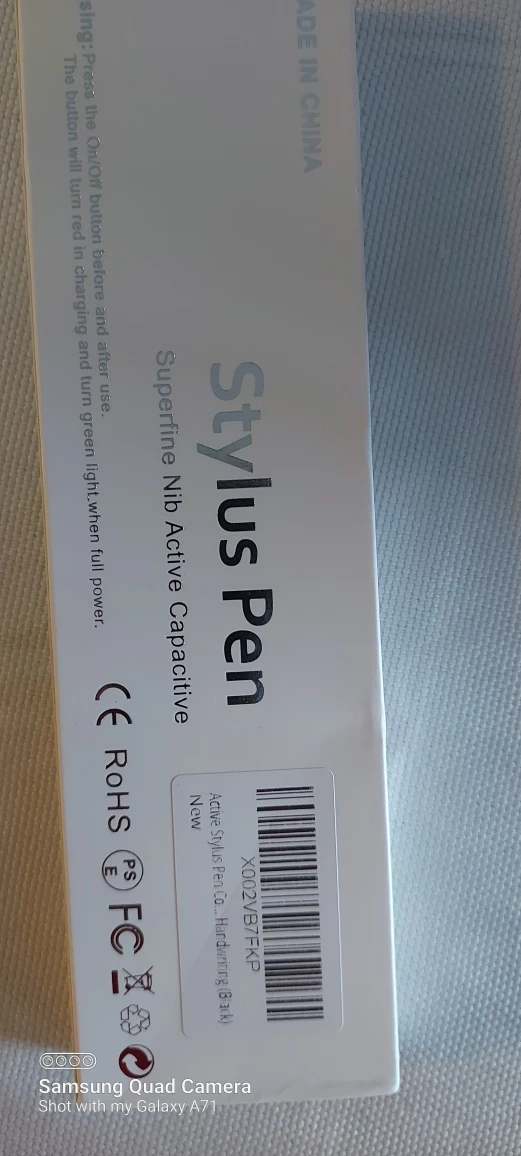 ADE IN CHINA
Stylus Pen
Superfine Nib Active Capacitive
sing: Press the On/Off button before and after use.
The button will turn red in charging and turn green light.when full power.
CE RoHS PS E FC
X002VB7FKP
Active Stylus Pen Co... Handwriting (Black)
New
Samsung Quad Camera
Shot with my Galaxy A71